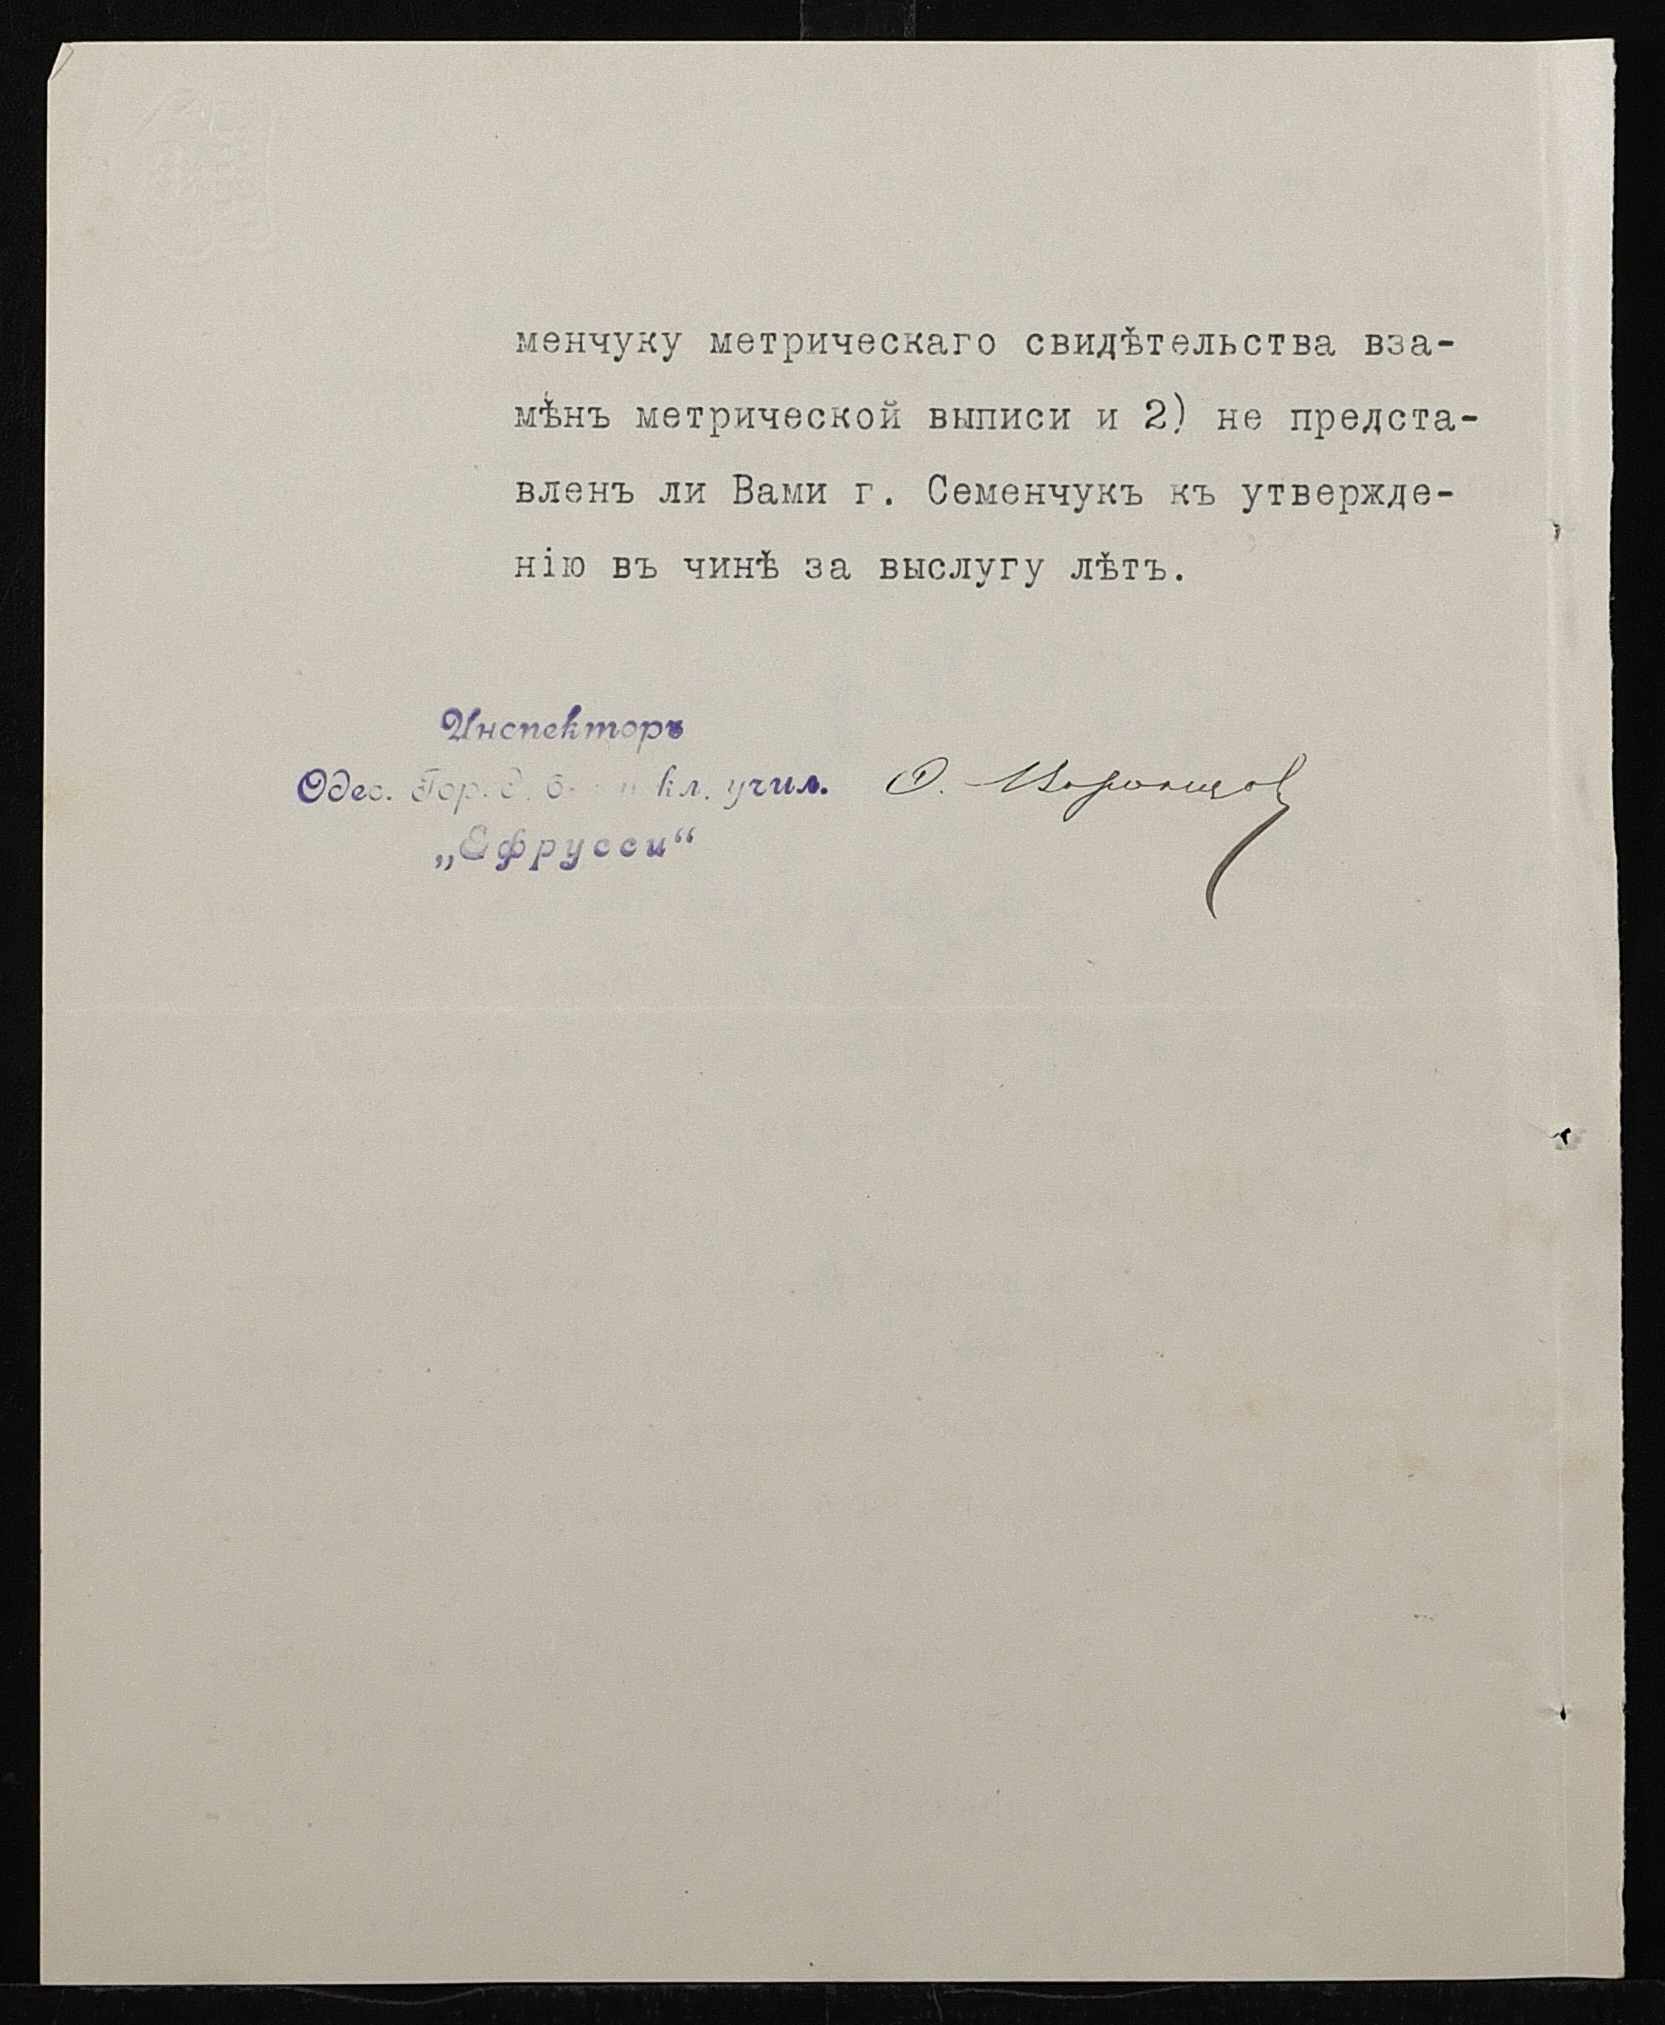 менчуку метрическаго свидѣтельства вза-
мѣнъ метрической выписи и 2) не предста-
вленъ ли Вами г. Семенчукъ къ утвержде-
нію въ чинѣ за выслугу лѣтъ.
Инспекторъ
Одес. Гор. кл. учил.
„Ефрусси“